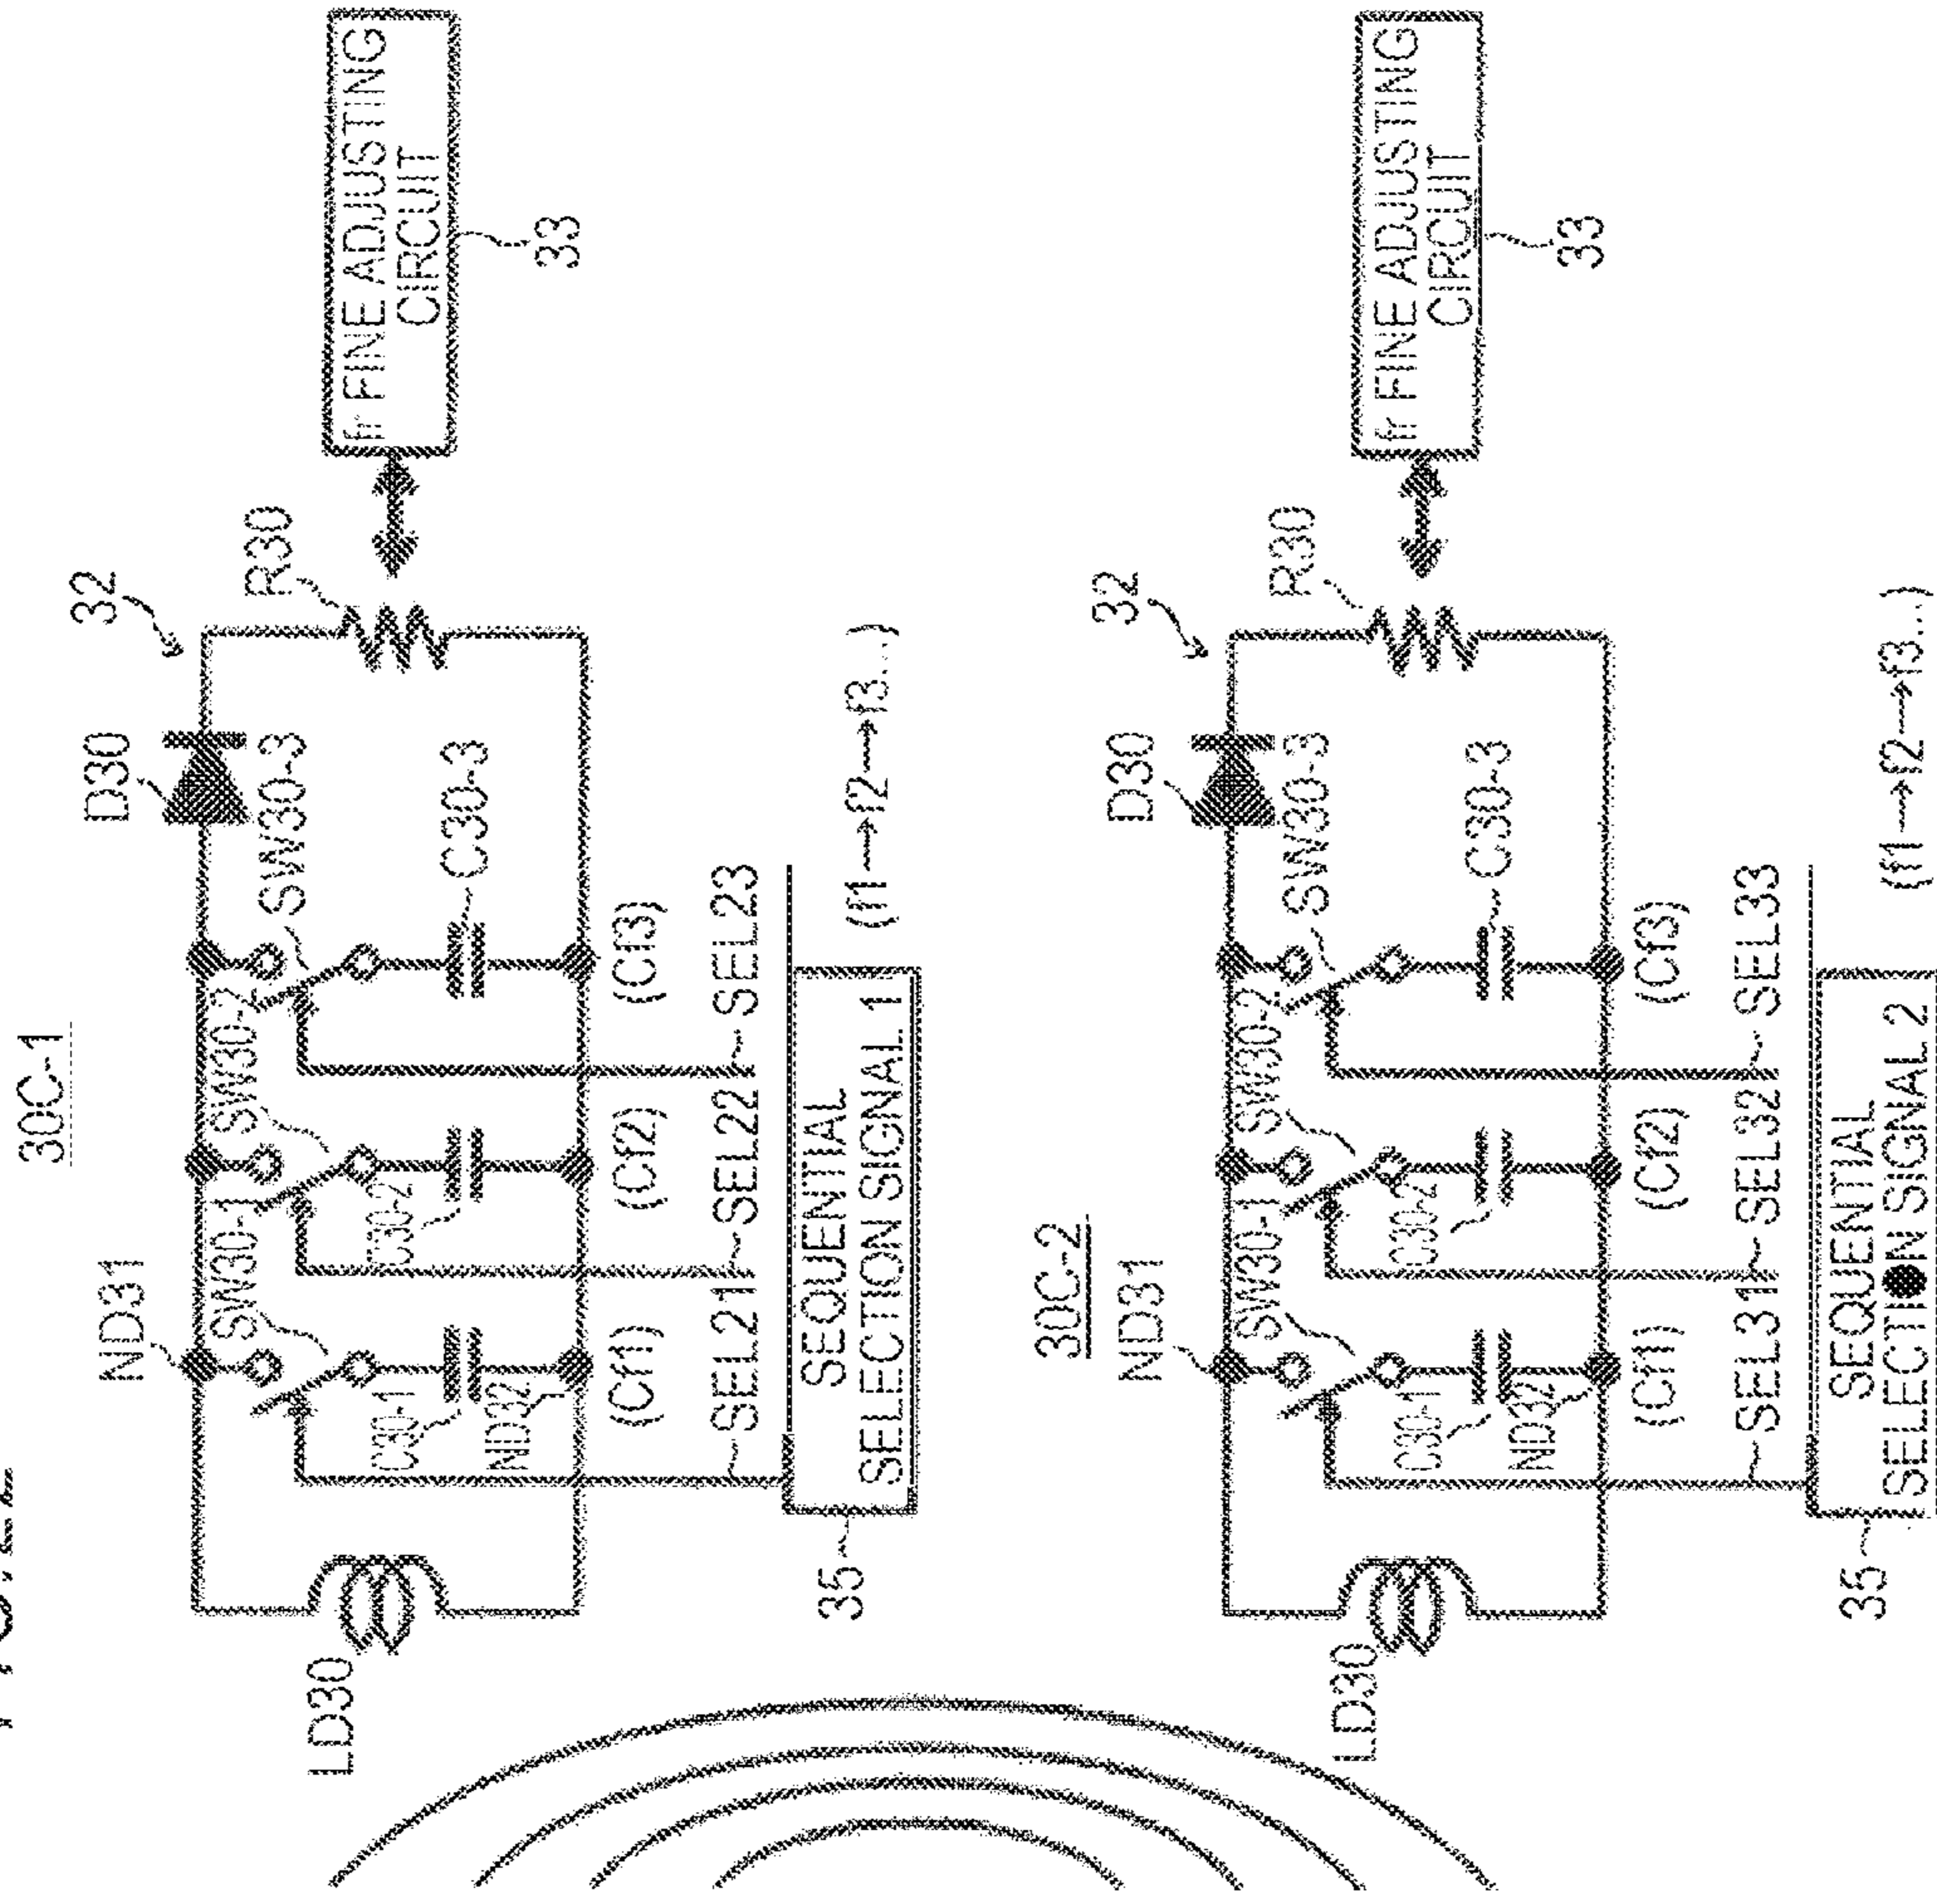 30C-1
32
D30
R30
ND31
SW30-1
SW30-2
SW30-3
LD30
C30-1
C30-2
C30-3
ND32
fr FINE ADJUSTING
CIRCUIT
33
(Cf1)
(Cf2)
(Cf3)
SEL21
SEL22
SEL23
35
SEQUENTIAL
SELECTION SIGNAL 1
(f1→f2→f3...)
30C-2
32
D30
R30
ND31
SW30-1
SW30-2
SW30-3
LD30
C30-1
C30-2
C30-3
ND32
fr FINE ADJUSTING
CIRCUIT
33
(Cf1)
(Cf2)
(Cf3)
SEL31
SEL32
SEL33
35
SEQUENTIAL
SELECTION SIGNAL 2
(f1→f2→f3...)